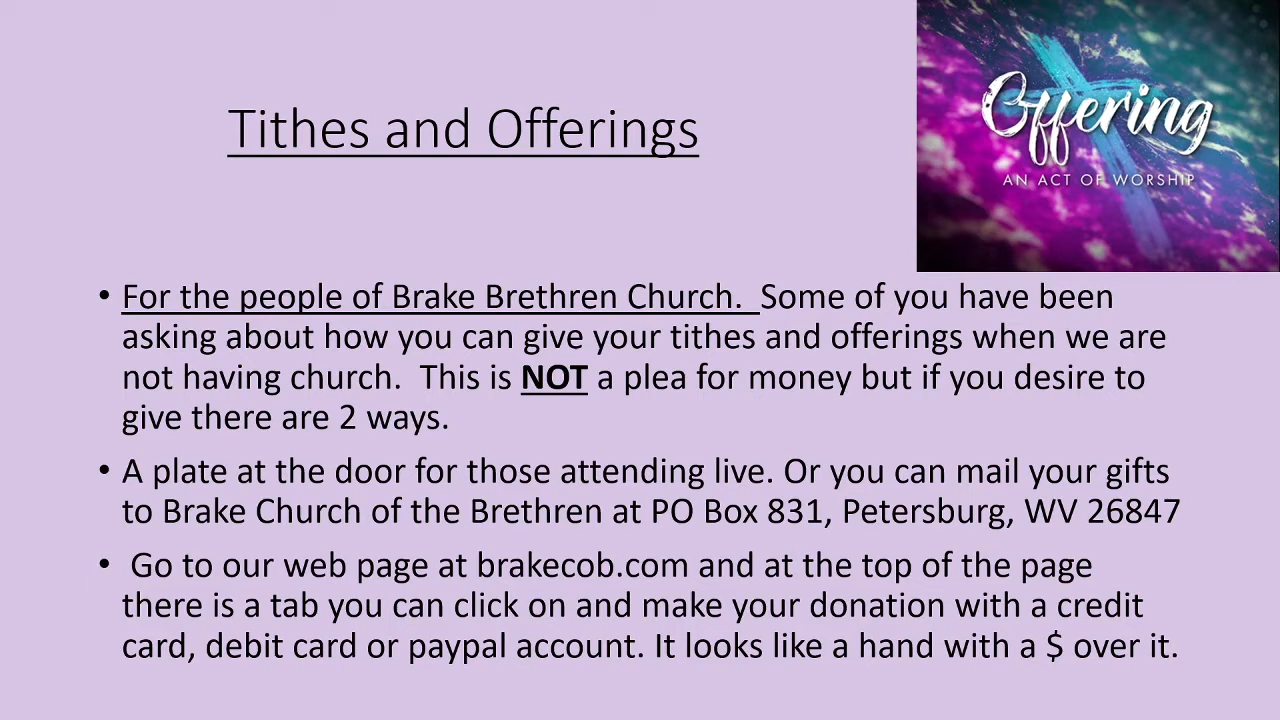 Tithes and Offerings
Offering
AN ACT OF WORSHIP
• For the people of Brake Brethren Church. Some of you have been
asking about how you can give your tithes and offerings when we are
not having church. This is NOT a plea for money but if you desire to
give there are 2 ways.
• A plate at the door for those attending live. Or you can mail your gifts
to Brake Church of the Brethren at PO Box 831, Petersburg, WV 26847
• Go to our web page at brakecob.com and at the top of the page
there is a tab you can click on and make your donation with a credit
card, debit card or paypal account. It looks like a hand with a $ over it.